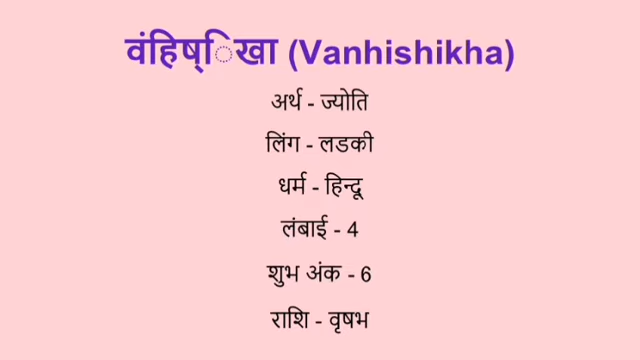 वंहिष्‌िखा (Vanhishikha)
अर्थ - ज्योति
लिंग - लडकी
धर्म - हिन्दू
लंबाई - 4
शुभ अंक - 6
राशि - वृषभ